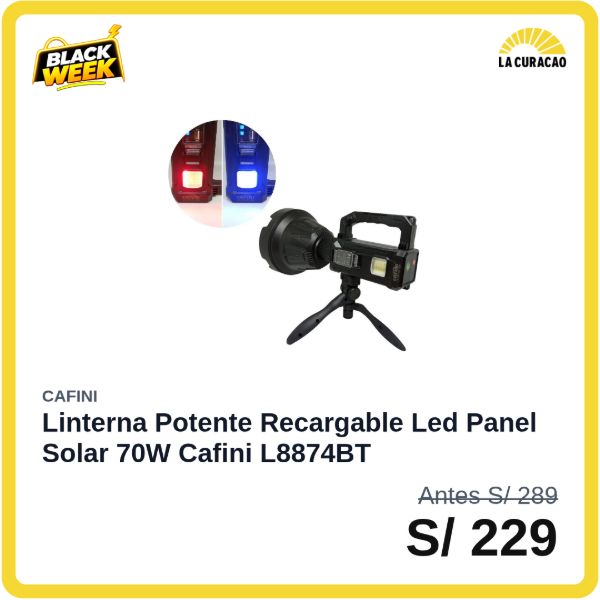 BLACK
WEEK
LA CURACAO
CAFINI
Linterna Potente Recargable Led Panel
Solar 70W Cafini L8874BT
Antes S/ 289
S/ 229